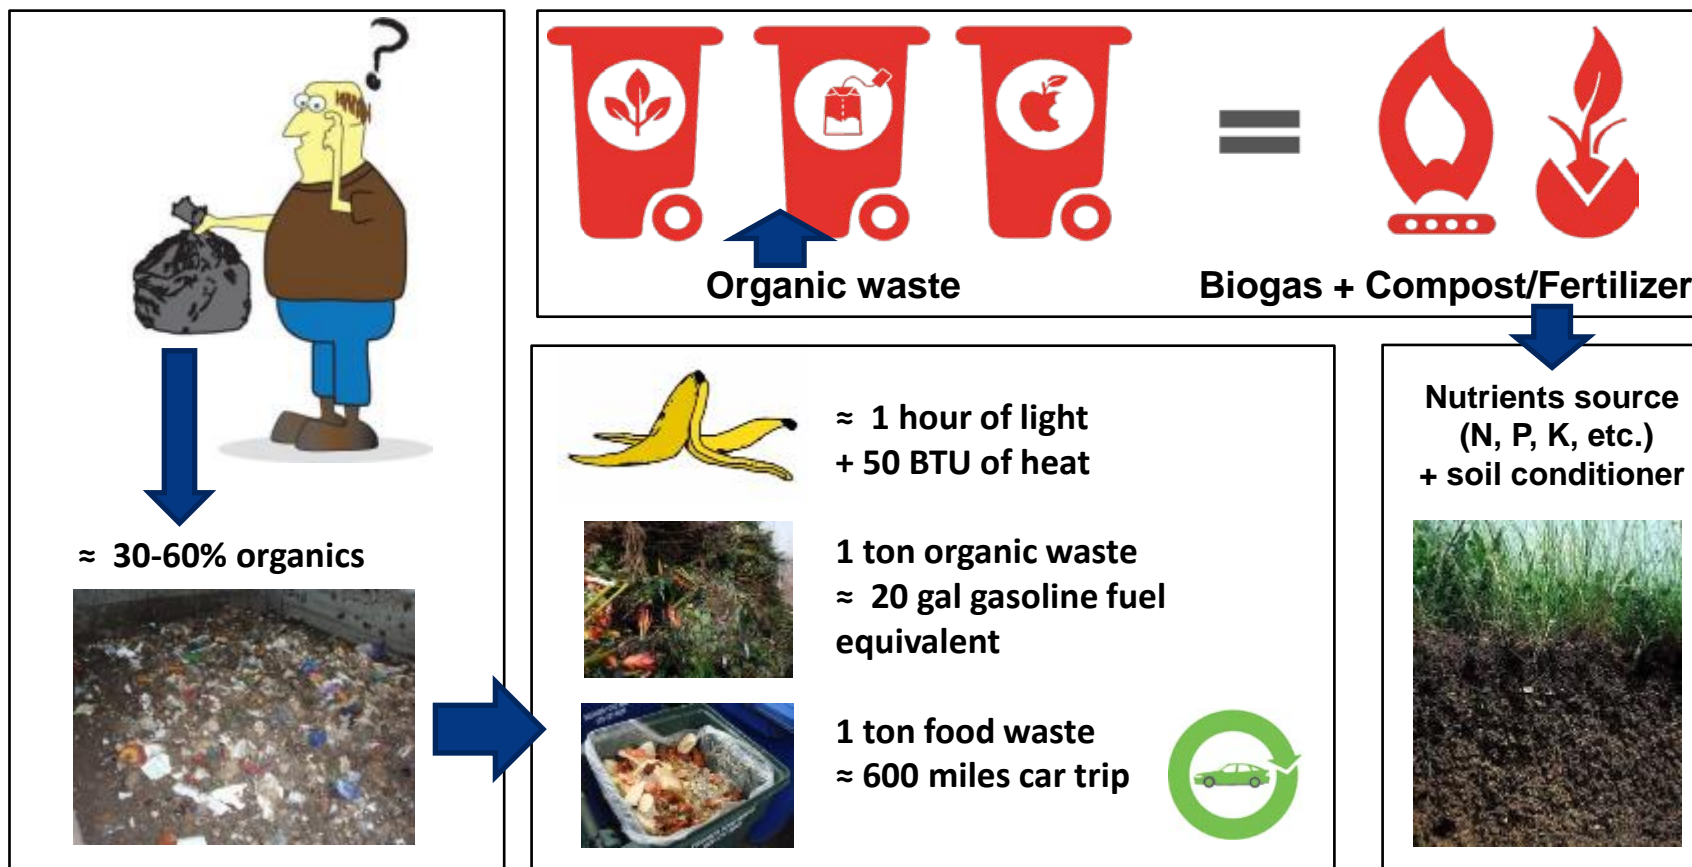 ?
≈ 30-60% organics
Organic waste
=
Biogas + Compost/Fertilizer
≈ 1 hour of light
+ 50 BTU of heat
1 ton organic waste
≈ 20 gal gasoline fuel
equivalent
1 ton food waste
≈ 600 miles car trip
Nutrients source
(N, P, K, etc.)
+ soil conditioner